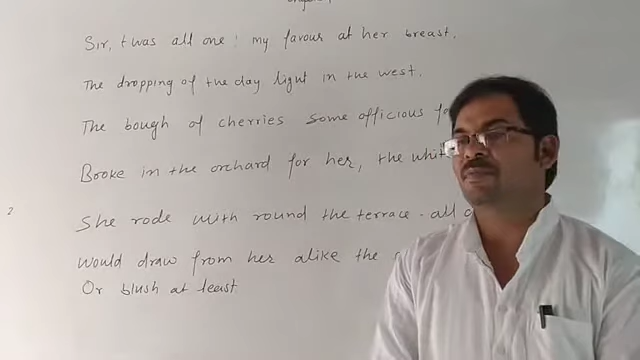 Sir, t was all one! my favour at her breast,
The dropping of the day light in the west,
The bough of cherries some officious
Booke in the orchard for her, the
She rode with round the terrace - all
2
Would draw from her alike the
Or blush at least